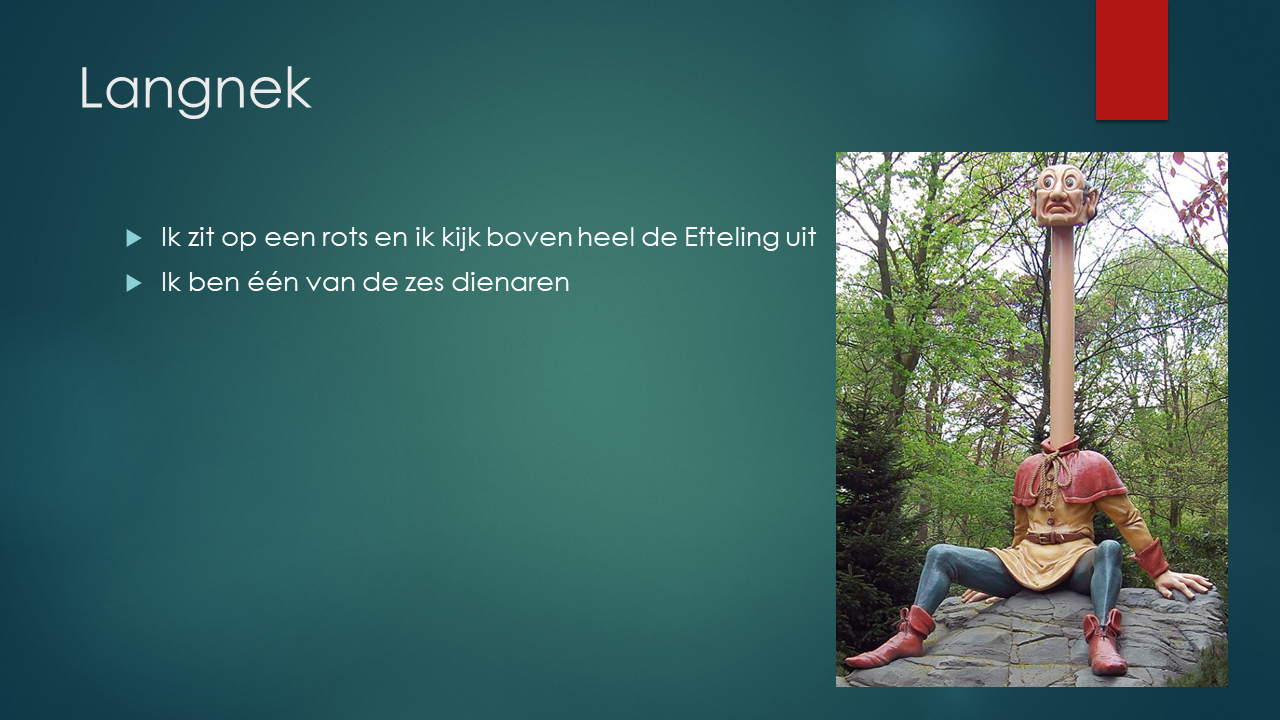 Langnek
Ik zit op een rots en ik kijk boven heel de Efteling uit
Ik ben één van de zes dienaren